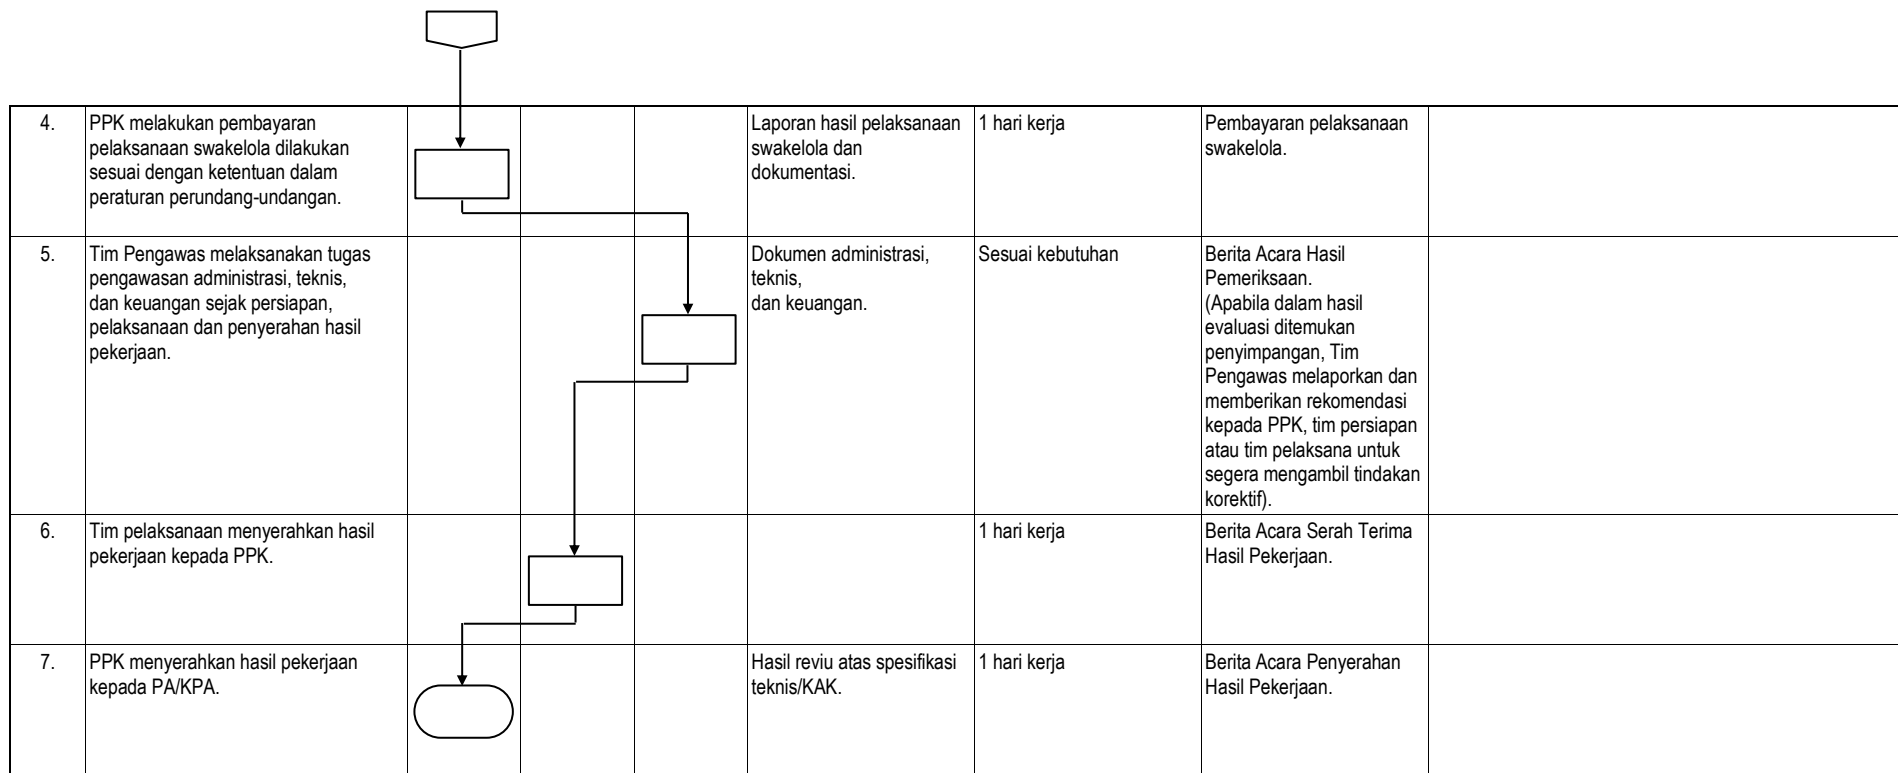 4.
PPK melakukan pembayaran
pelaksanaan swakelola dilakukan
sesuai dengan ketentuan dalam
peraturan perundang-undangan.
Laporan hasil pelaksanaan
swakelola dan
dokumentasi.
1 hari kerja
Pembayaran pelaksanaan
swakelola.
5.
Tim Pengawas melaksanakan tugas
pengawasan administrasi, teknis,
dan keuangan sejak persiapan,
pelaksanaan dan penyerahan hasil
pekerjaan.
Dokumen administrasi,
teknis,
dan keuangan.
Sesuai kebutuhan
Berita Acara Hasil
Pemeriksaan.
(Apabila dalam hasil
evaluasi ditemukan
penyimpangan, Tim
Pengawas melaporkan dan
memberikan rekomendasi
kepada PPK, tim persiapan
atau tim pelaksana untuk
segera mengambil tindakan
korektif).
6.
Tim pelaksanaan menyerahkan hasil
pekerjaan kepada PPK.
1 hari kerja
Berita Acara Serah Terima
Hasil Pekerjaan.
7.
PPK menyerahkan hasil pekerjaan
kepada PA/KPA.
Hasil reviu atas spesifikasi
teknis/KAK.
1 hari kerja
Berita Acara Penyerahan
Hasil Pekerjaan.